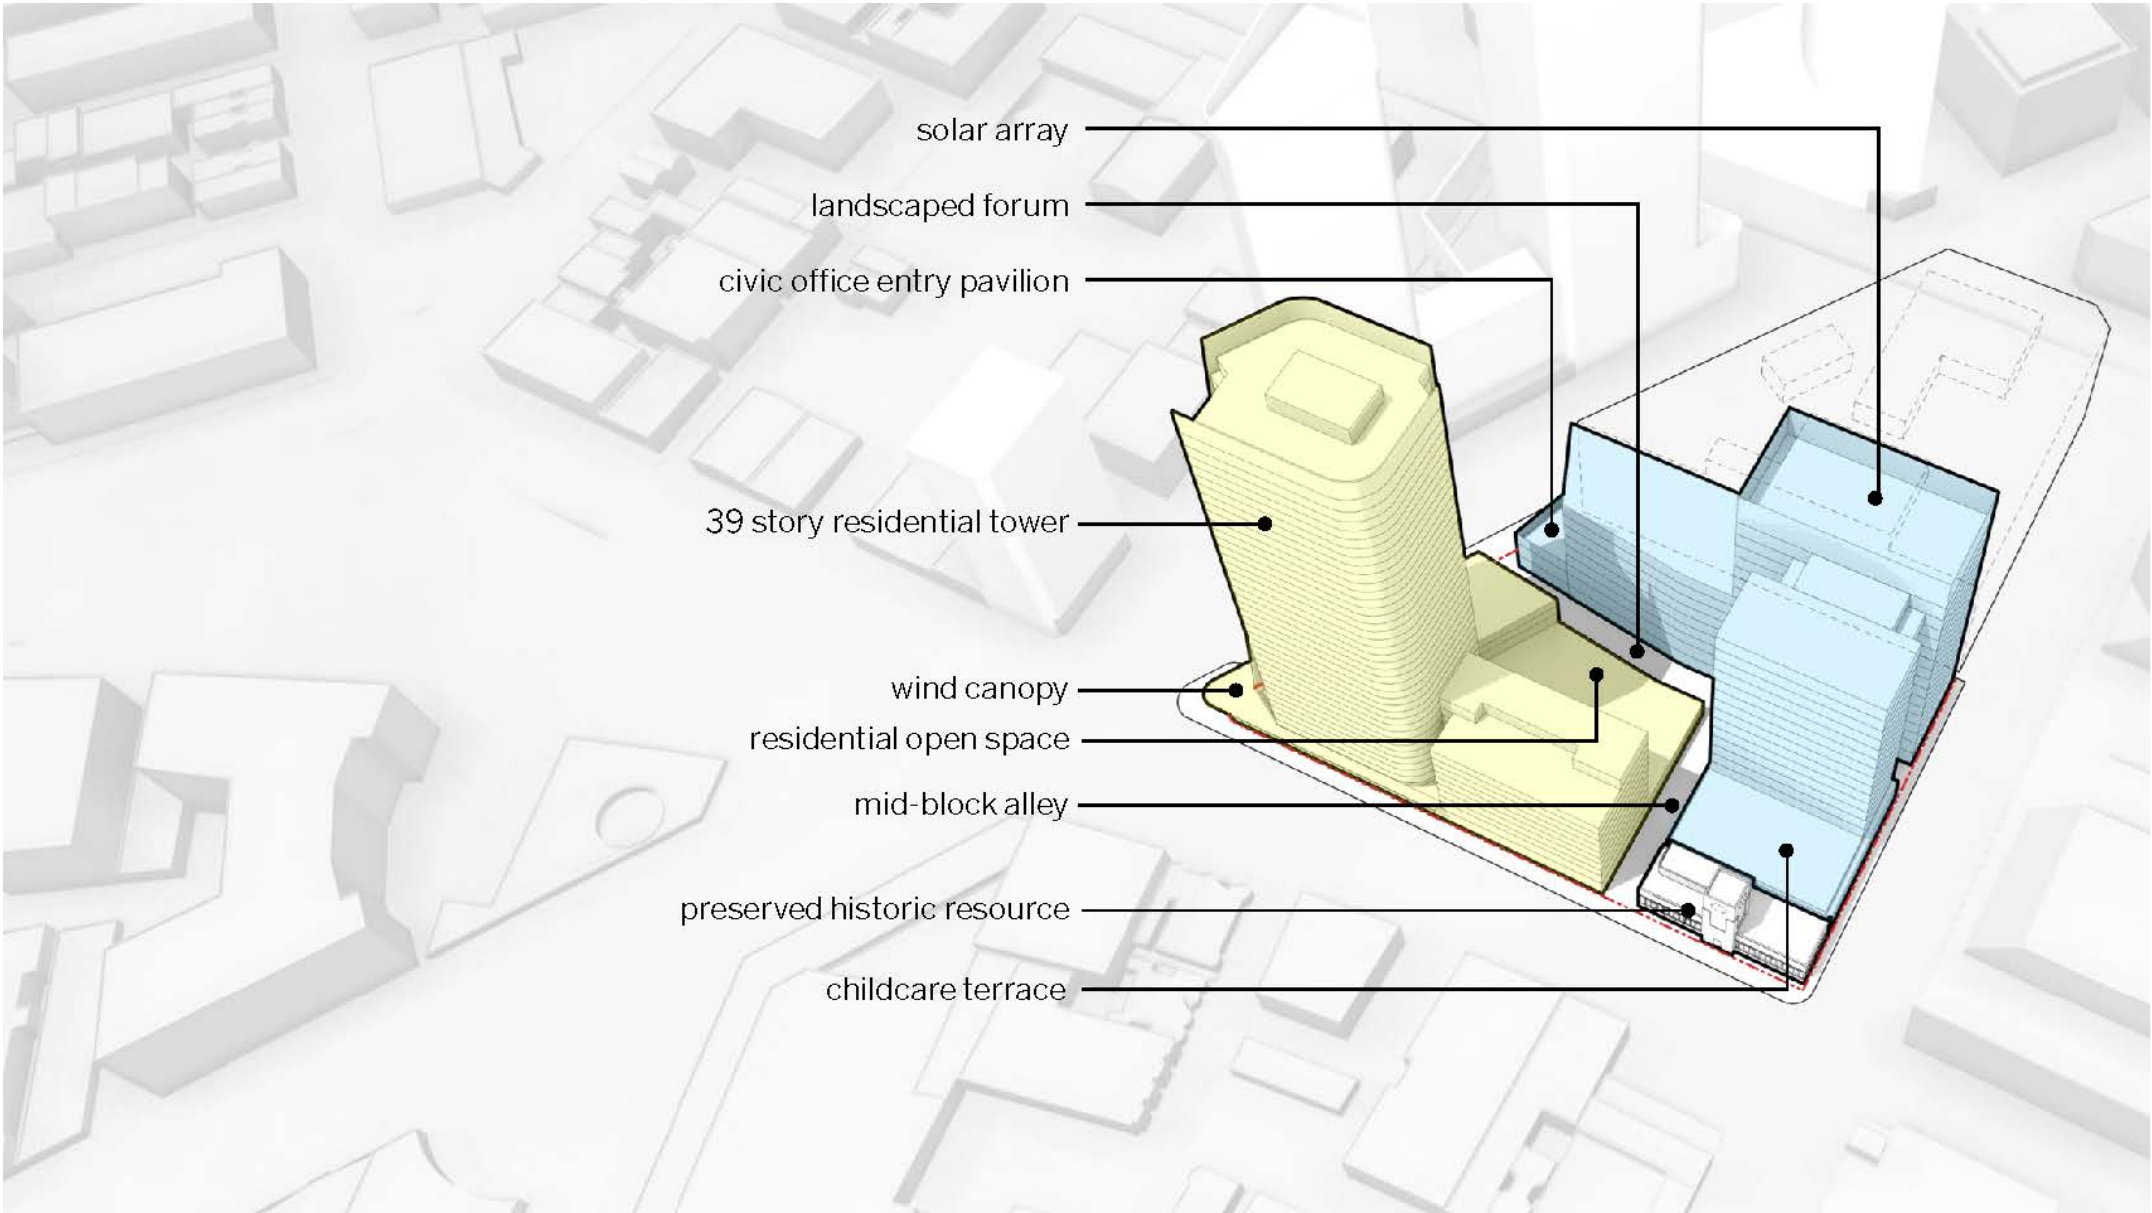 solar array
landscaped forum
civic office entry pavilion
39 story residential tower
wind canopy
residential open space
mid-block alley
preserved historic resource
childcare terrace